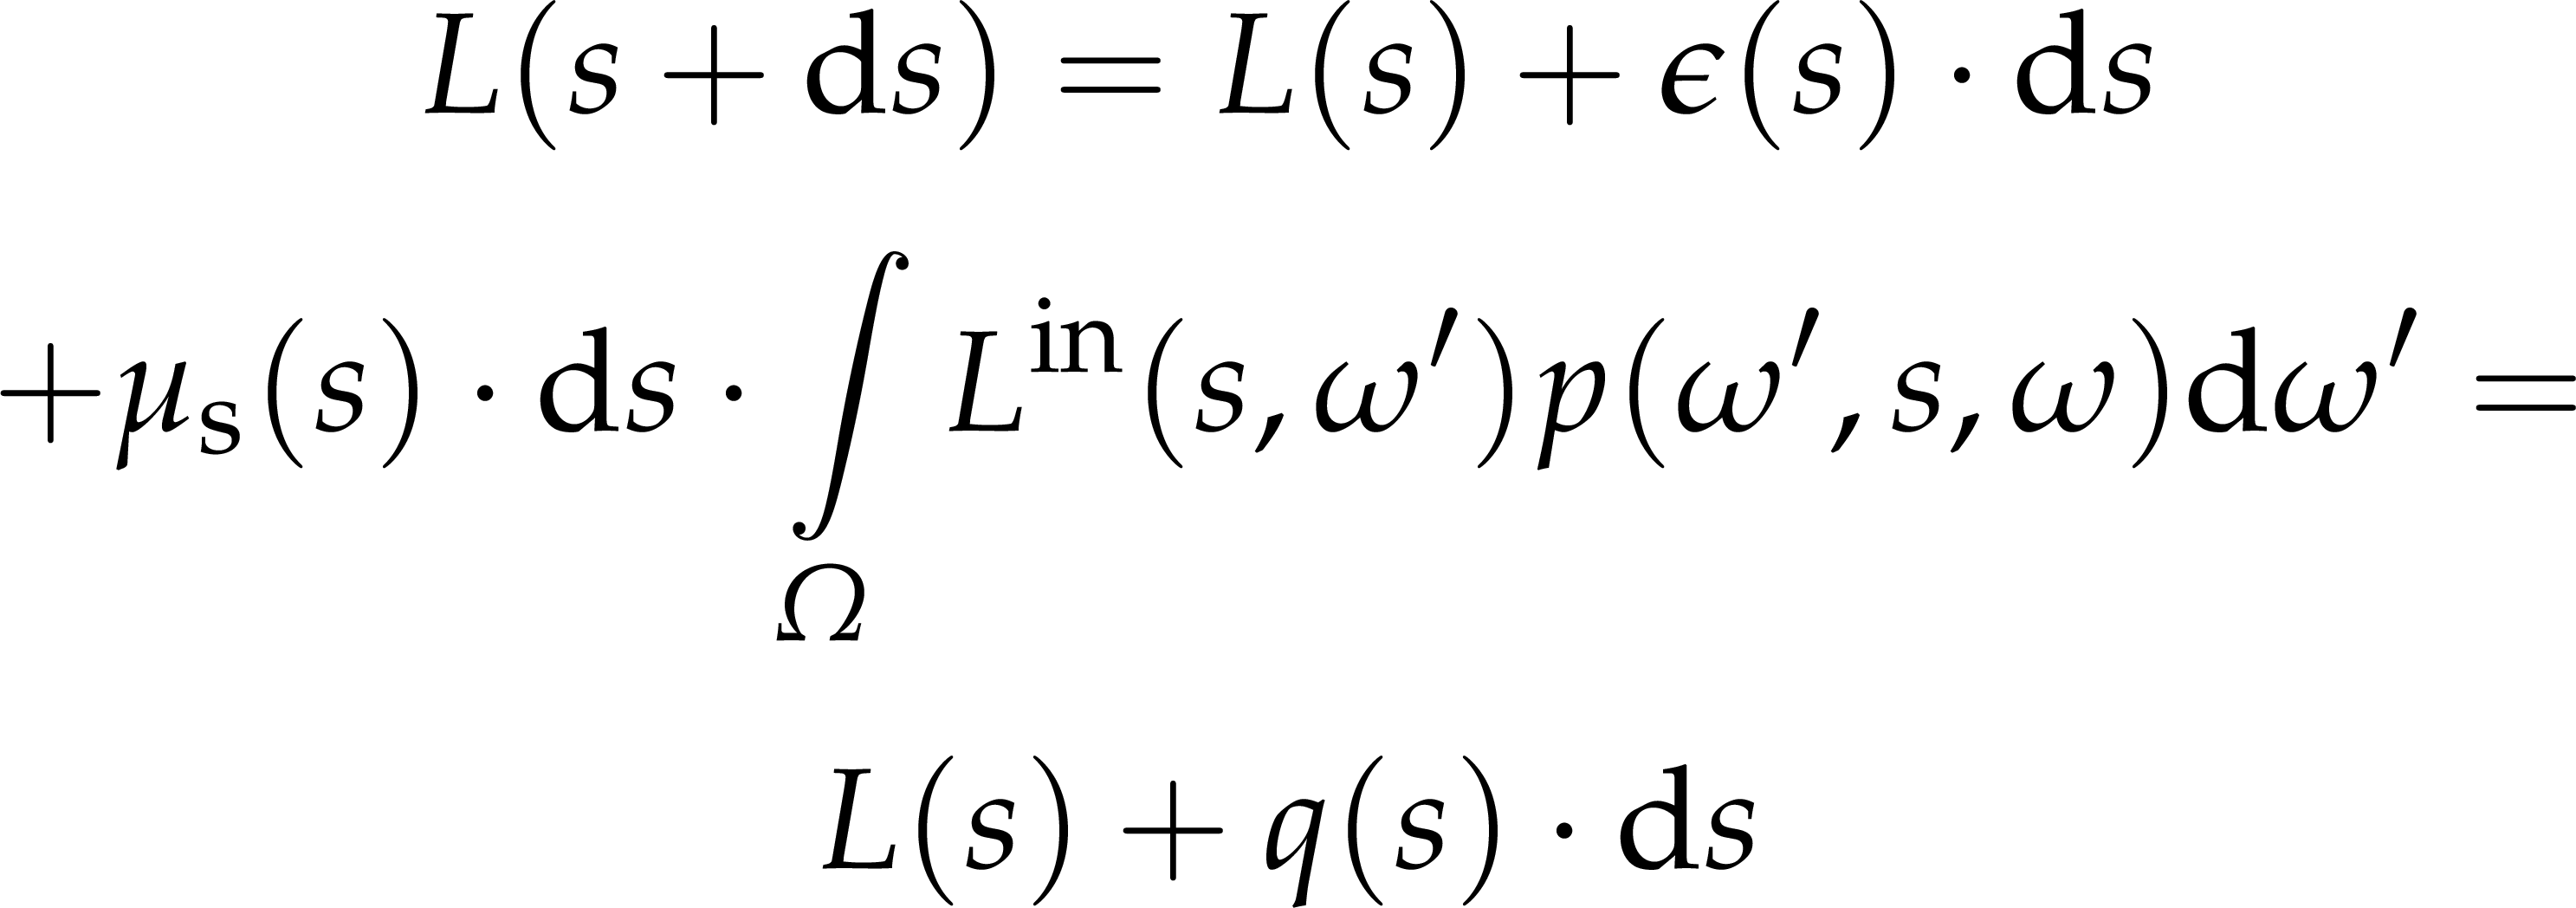 L(s + ds) = L(s) + ϵ(s) · ds
+ μ_s(s) · ds · ∫_Ω L^in(s, ω′)p(ω′, s, ω)dω′ =
L(s) + q(s) · ds